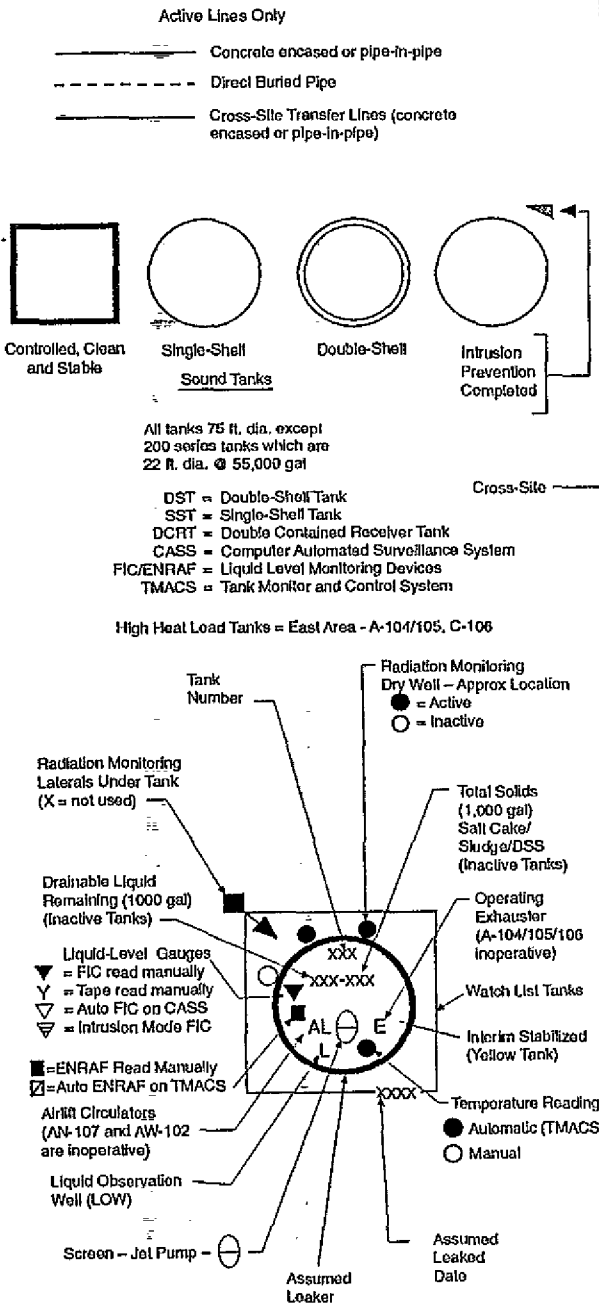 Active Lines Only
Concrete encased or pipe-in-pipe
Direct Buried Pipe
Cross-Site Transfer Lines (concrete
encased or pipe-in-pipe)
Controlled, Clean
and Stable
Single-Shell
Double-Shell
Intrusion
Prevention
Completed
Sound Tanks
All tanks 75 ft. dia. except
200 series tanks which are
22 ft. dia. @ 55,000 gal
Cross-Site
DST = Double-Shell Tank
SST = Single-Shell Tank
DCRT = Double Contained Receiver Tank
CASS = Computer Automated Surveillance System
FIC/ENRAF = Liquid Level Monitoring Devices
TMACS = Tank Monitor and Control System
High Heat Load Tanks = East Area - A-104/105, C-106
Tank
Number
Radiation Monitoring
Dry Well – Approx Location
= Active
= Inactive
Radiation Monitoring
Laterals Under Tank
(X = not used)
Total Solids
(1,000 gal)
Salt Cake/
Sludge/DSS
(Inactive Tanks)
Drainable Liquid
Remaining (1000 gal)
(Inactive Tanks)
Operating
Exhauster
(A-104/105/106
inoperative)
Liquid-Level Gauges
= FIC read manually
Y = Tape read manually
= Auto FIC on CASS
= Intrusion Mode FIC
xxx
xxx-xxx
AL E
L
Watch List Tanks
Interim Stabilized
(Yellow Tank)
=ENRAF Read Manually
=Auto ENRAF on TMACS
xxxx
Airlift Circulators
(AN-107 and AW-102
are inoperative)
Temperature Reading
Automatic (TMACS
Manual
Liquid Observation
Well (LOW)
Screen – Jet Pump –
Assumed
Leaker
Assumed
Leaked
Date